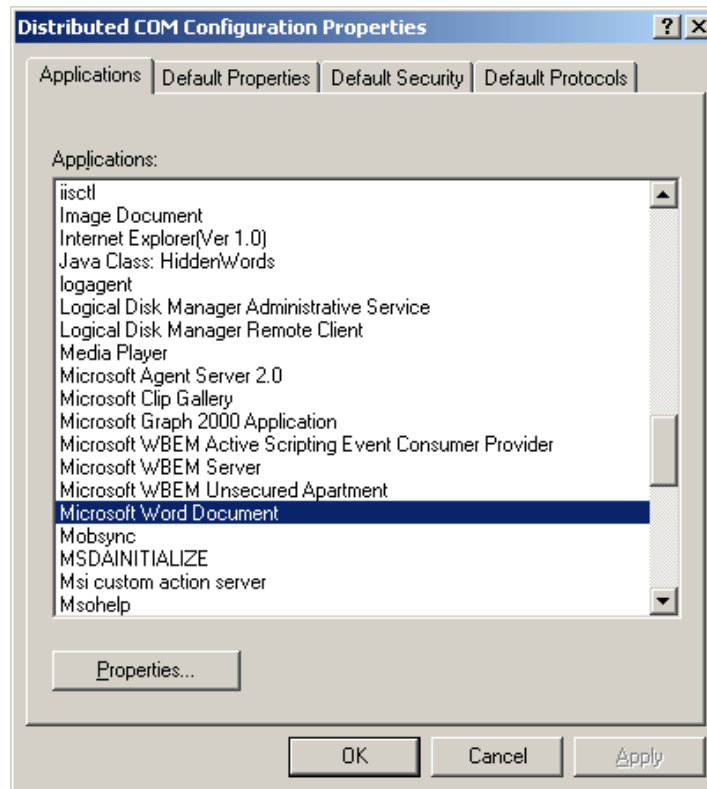 Distributed COM Configuration Properties
Applications Default Properties Default Security Default Protocols
Applications:
iisctl
Image Document
Internet Explorer(Ver 1.0)
Java Class: HiddenWords
logagent
Logical Disk Manager Administrative Service
Logical Disk Manager Remote Client
Media Player
Microsoft Agent Server 2.0
Microsoft Clip Gallery
Microsoft Graph 2000 Application
Microsoft WBEM Active Scripting Event Consumer Provider
Microsoft WBEM Server
Microsoft WBEM Unsecured Apartment
Microsoft Word Document
Mobsync
MSDAINITIALIZE
Msi custom action server
Msohelp
Properties...
OK Cancel Apply